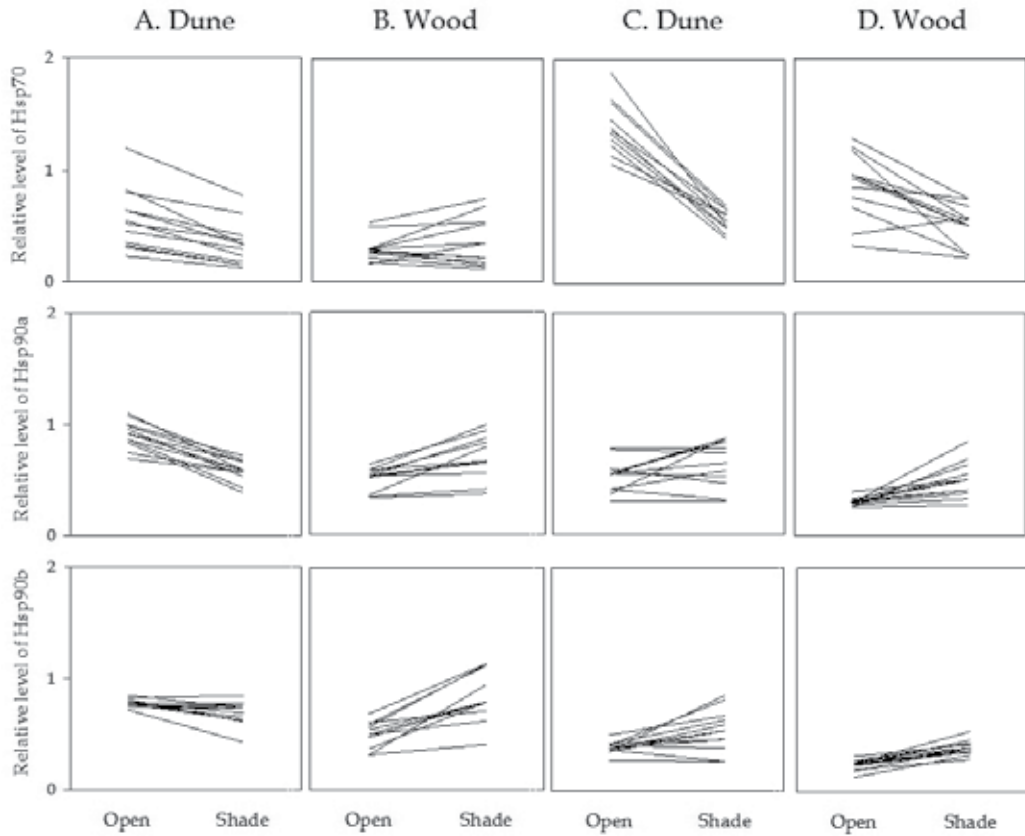 A. Dune B. Wood C. Dune D. Wood
Relative level of Hsp70
2
1
0
Relative level of Hsp90a
2
1
0
Relative level of Hsp90b
2
1
0
Open Shade Open Shade Open Shade Open Shade